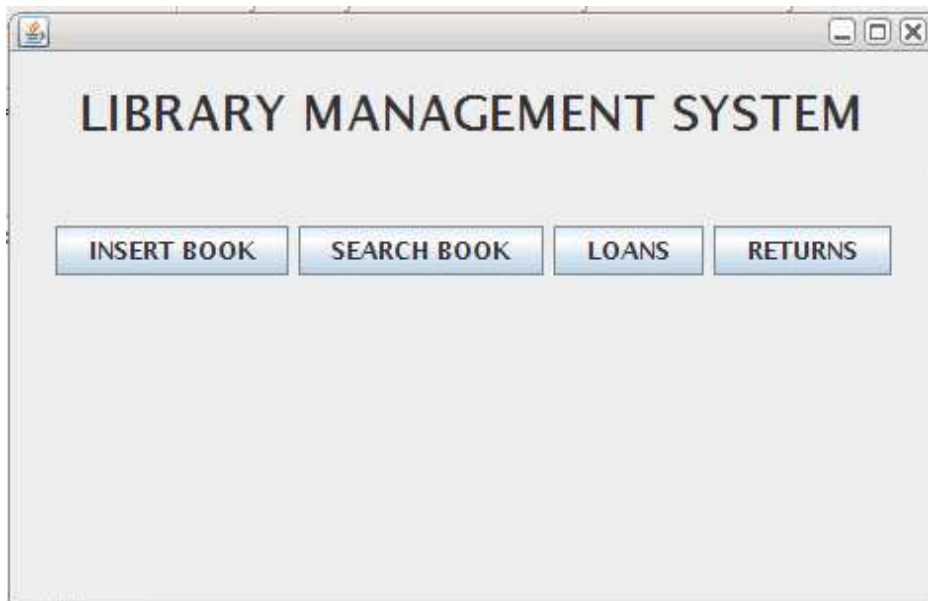 LIBRARY MANAGEMENT SYSTEM
INSERT BOOK SEARCH BOOK LOANS RETURNS